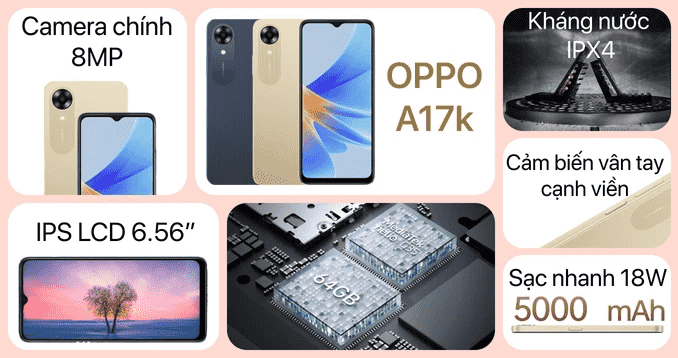 Camera chính
8MP
OPPO
A17k
Kháng nước
IPX4
Cảm biến vân tay
cạnh viền
IPS LCD 6.56”
MediaTek
64GB
Sạc nhanh 18W
5000 mAh